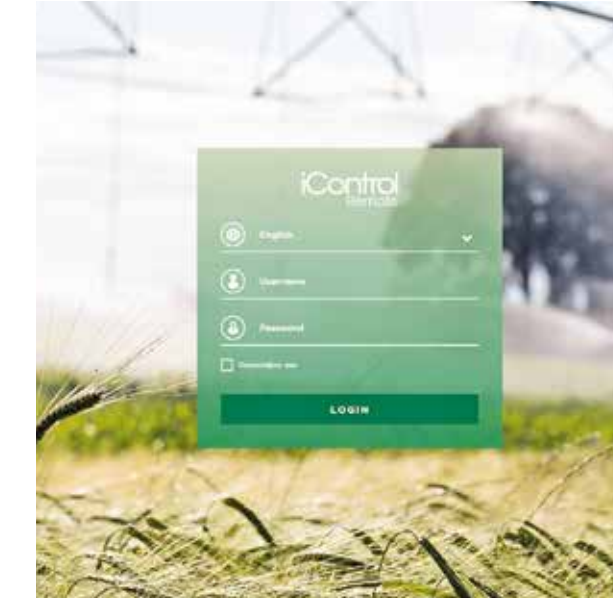 iControl
Remote
English
Username
Password
Remember me
LOGIN